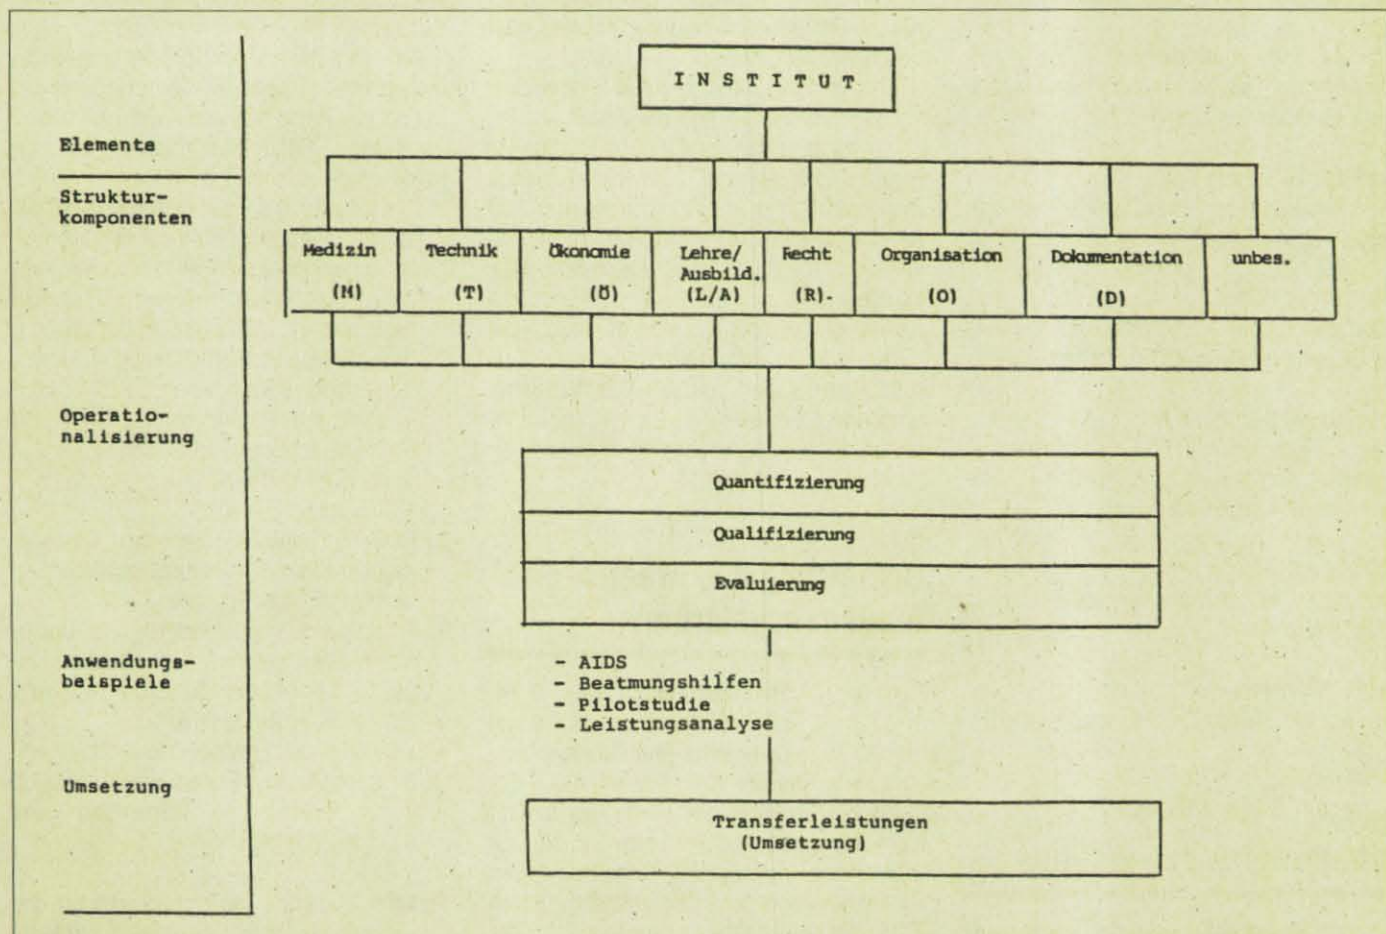 INSTITUT
Elemente
Struktur-
komponenten
Medizin
(M)
Technik
(T)
Ökonomie
(Ö)
Lehre/
Ausbild.
(L/A)
Recht
(R)-
Organisation
(O)
Dokumentation
(D)
unbes.
Operatio-
nalisierung
Quantifizierung
Qualifizierung
Evaluierung
Anwendungs-
beispiele
- AIDS
- Beatmungshilfen
- Pilotstudie
- Leistungsanalyse
Umsetzung
Transferleistungen
(Umsetzung)